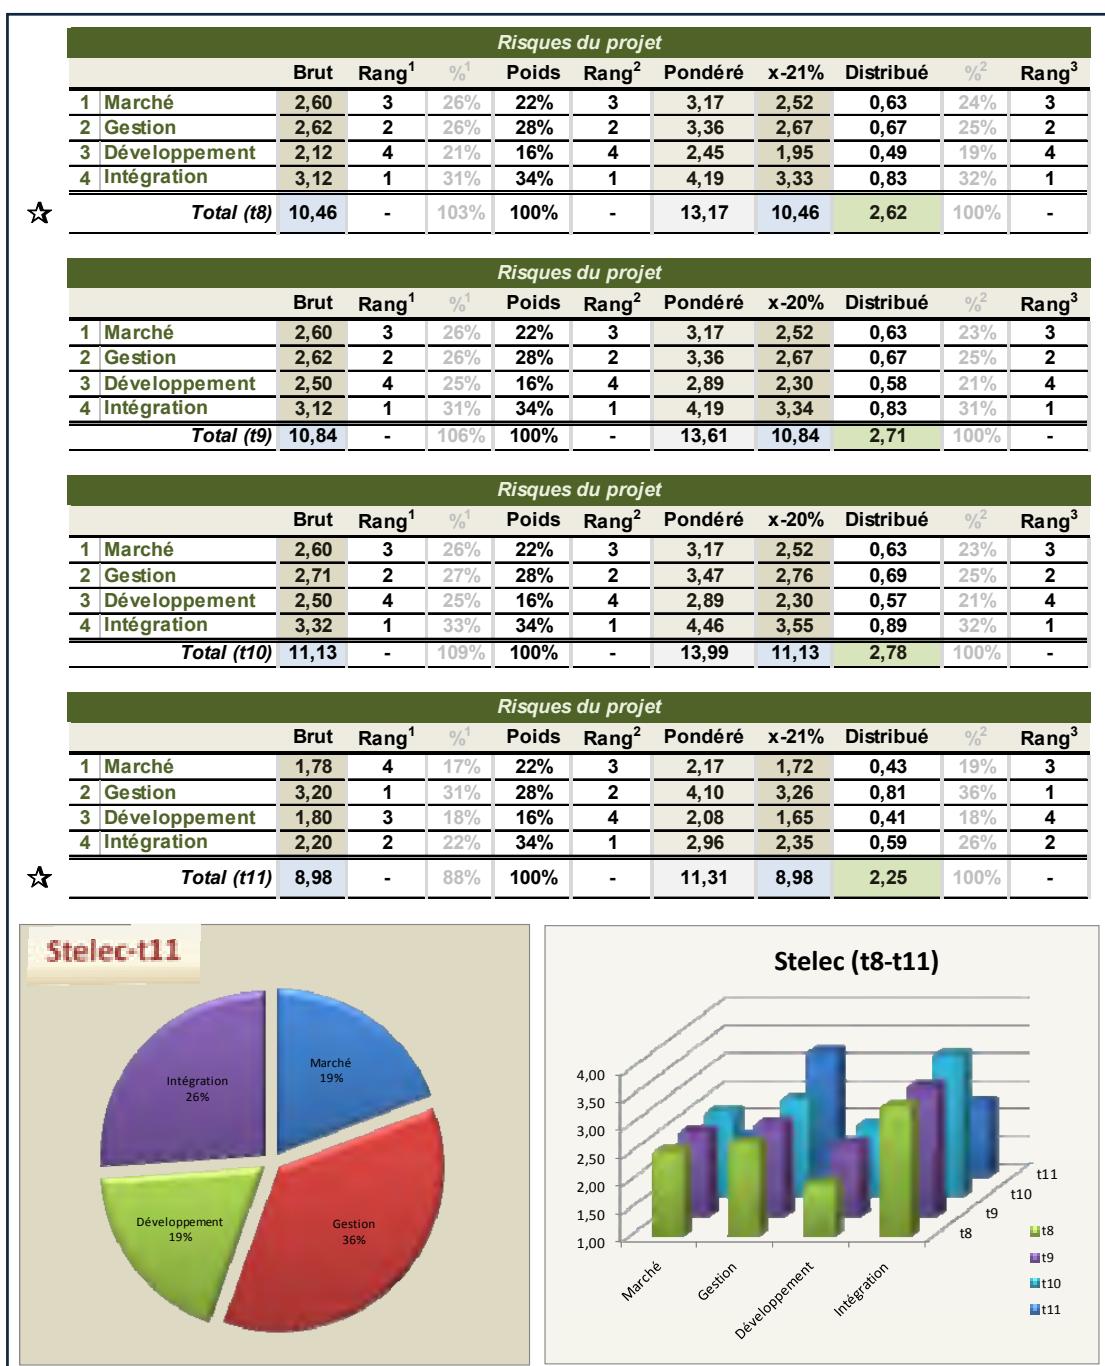 Risques du projet
Brut Rang¹ %¹ Poids Rang² Pondéré x-21% Distribué %² Rang³
1 Marché 2,60 3 26% 22% 3 3,17 2,52 0,63 24% 3
2 Gestion 2,62 2 26% 28% 2 3,36 2,67 0,67 25% 2
3 Développement 2,12 4 21% 16% 4 2,45 1,95 0,49 19% 4
4 Intégration 3,12 1 31% 34% 1 4,19 3,33 0,83 32% 1
Total (t8) 10,46 - 103% 100% - 13,17 10,46 2,62 100% -
Risques du projet
Brut Rang¹ %¹ Poids Rang² Pondéré x-20% Distribué %² Rang³
1 Marché 2,60 3 26% 22% 3 3,17 2,52 0,63 23% 3
2 Gestion 2,62 2 26% 28% 2 3,36 2,67 0,67 25% 2
3 Développement 2,50 4 25% 16% 4 2,89 2,30 0,58 21% 4
4 Intégration 3,12 1 31% 34% 1 4,19 3,34 0,83 31% 1
Total (t9) 10,84 - 106% 100% - 13,61 10,84 2,71 100% -
Risques du projet
Brut Rang¹ %¹ Poids Rang² Pondéré x-20% Distribué %² Rang³
1 Marché 2,60 3 26% 22% 3 3,17 2,52 0,63 23% 3
2 Gestion 2,71 2 27% 28% 2 3,47 2,76 0,69 25% 2
3 Développement 2,50 4 25% 16% 4 2,89 2,30 0,57 21% 4
4 Intégration 3,32 1 33% 34% 1 4,46 3,55 0,89 32% 1
Total (t10) 11,13 - 109% 100% - 13,99 11,13 2,78 100% -
Risques du projet
Brut Rang¹ %¹ Poids Rang² Pondéré x-21% Distribué %² Rang³
1 Marché 1,78 4 17% 22% 3 2,17 1,72 0,43 19% 3
2 Gestion 3,20 1 31% 28% 2 4,10 3,26 0,81 36% 1
3 Développement 1,80 3 18% 16% 4 2,08 1,65 0,41 18% 4
4 Intégration 2,20 2 22% 34% 1 2,96 2,35 0,59 26% 2
Total (t11) 8,98 - 88% 100% - 11,31 8,98 2,25 100% -
Stelec-t11
Marché
19%
Intégration
26%
Développement
19%
Gestion
36%
Stelec (t8-t11)
4,00
3,50
3,00
2,50
2,00
1,50
1,00
Marché
Gestion
Développement
Intégration
t8
t9
t10
t11
t8
t9
t10
t11